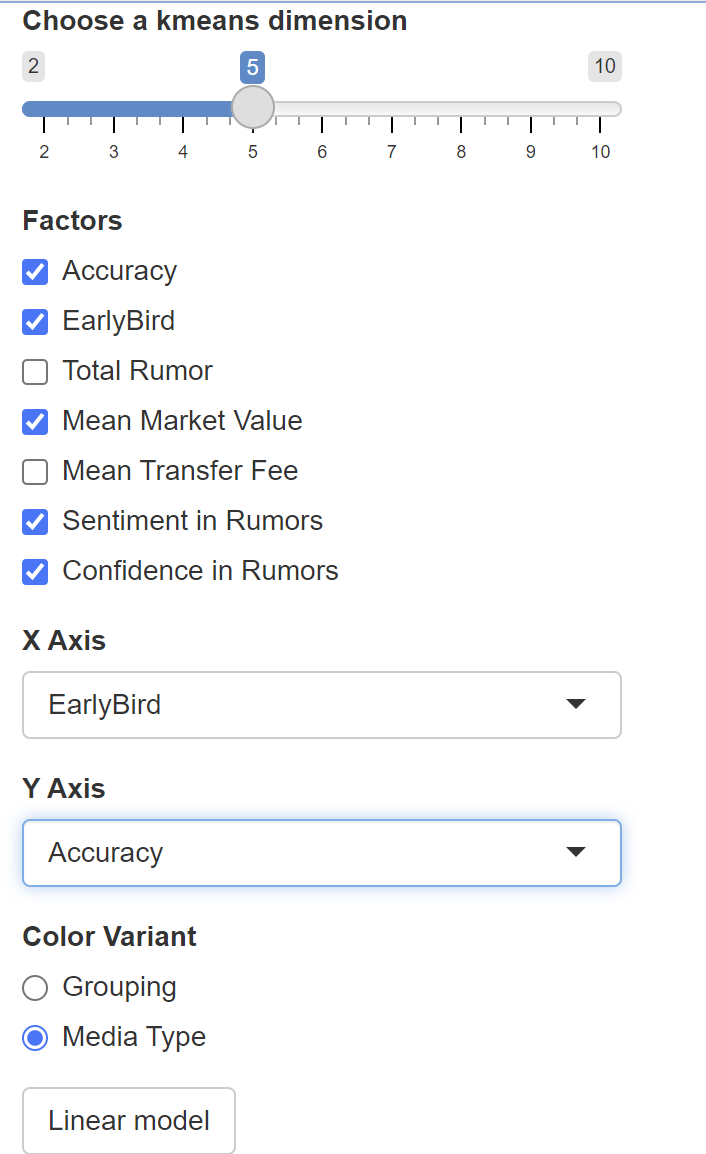 Choose a kmeans dimension
2 5 10
2 3 4 5 6 7 8 9 10
Factors
Accuracy
EarlyBird
Total Rumor
Mean Market Value
Mean Transfer Fee
Sentiment in Rumors
Confidence in Rumors
X Axis
EarlyBird
Y Axis
Accuracy
Color Variant
Grouping
Media Type
Linear model